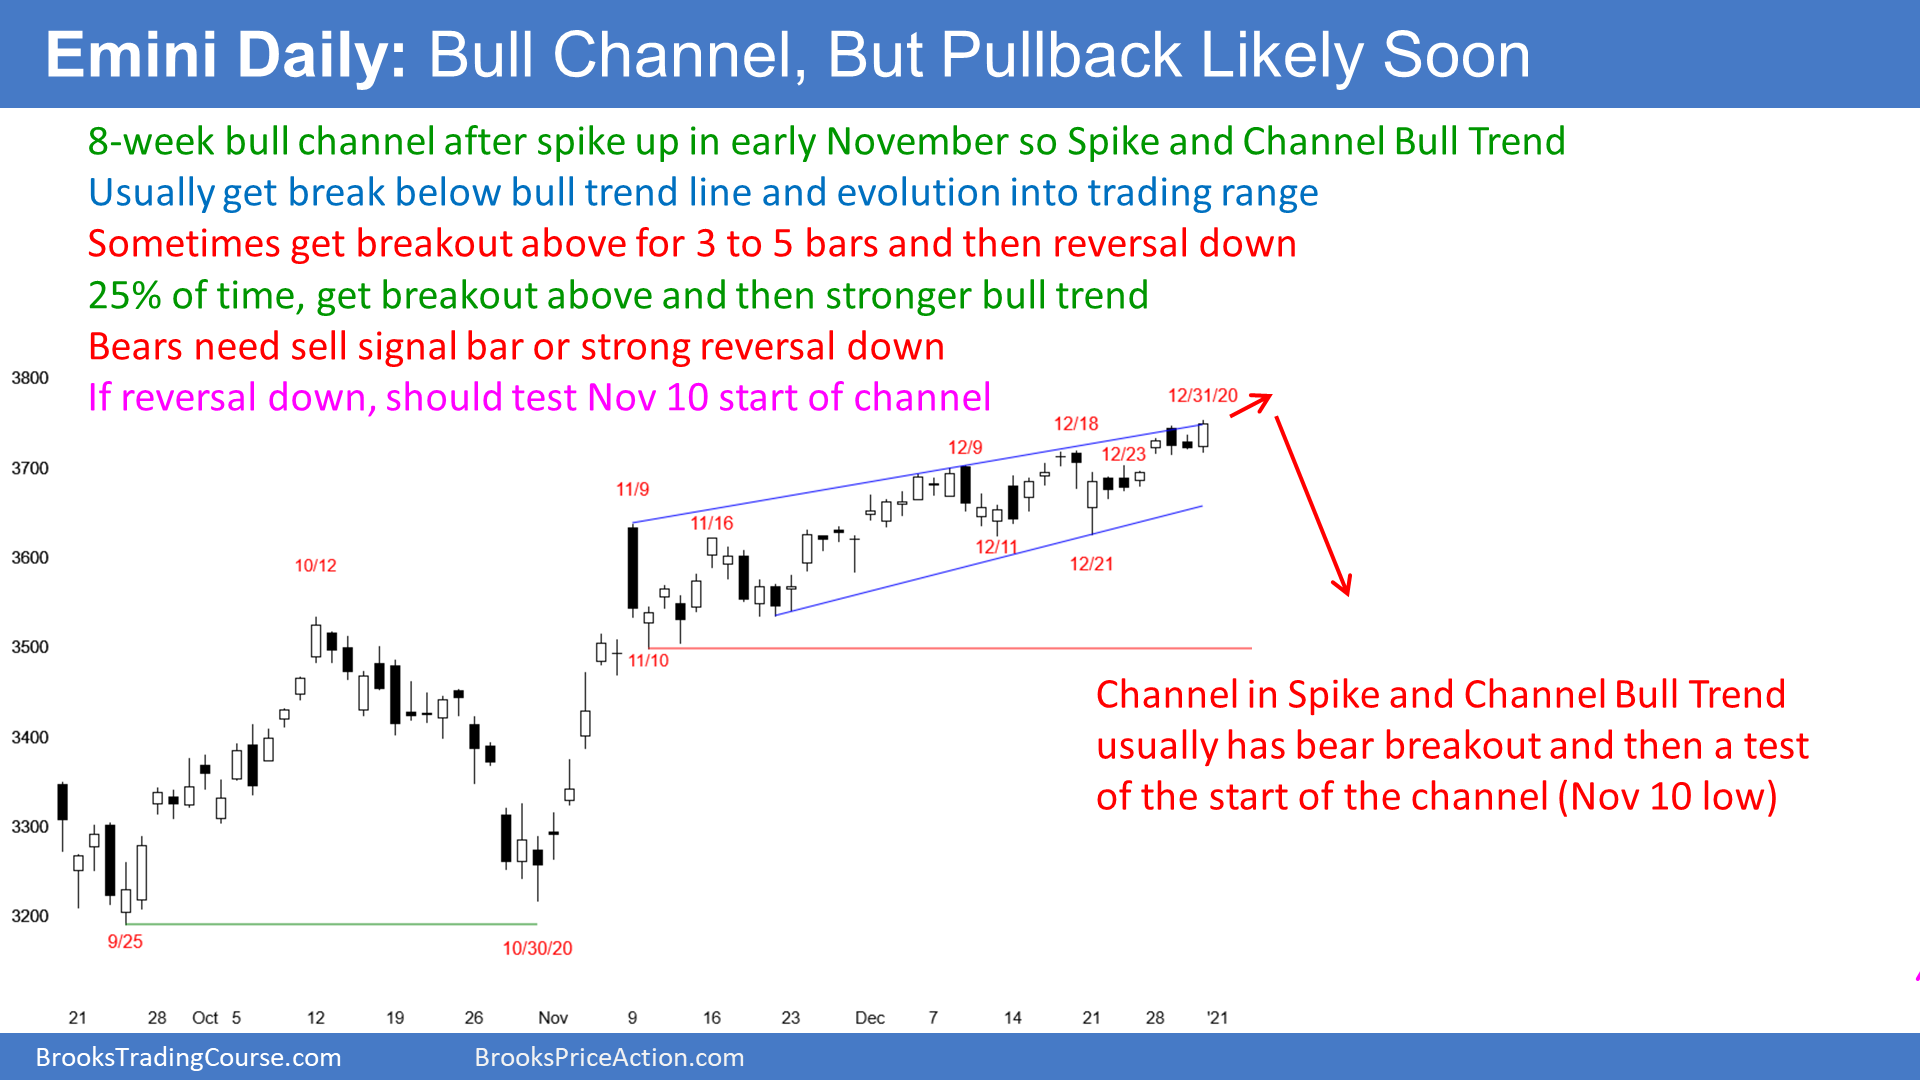 Emini Daily: Bull Channel, But Pullback Likely Soon
8-week bull channel after spike up in early November so Spike and Channel Bull Trend
Usually get break below bull trend line and evolution into trading range
Sometimes get breakout above for 3 to 5 bars and then reversal down
25% of time, get breakout above and then stronger bull trend
Bears need sell signal bar or strong reversal down
If reversal down, should test Nov 10 start of channel
3800
3700
3600
3500
3400
3300
3200
12/31/20
12/18
12/9
12/23
11/9
11/16
12/11
12/21
10/12
11/10
9/25
10/30/20
Channel in Spike and Channel Bull Trend
usually has bear breakout and then a test
of the start of the channel (Nov 10 low)
21 28 Oct 5 12 19 26 Nov 9 16 23 Dec 7 14 21 28 '21
BrooksTradingCourse.com BrooksPriceAction.com